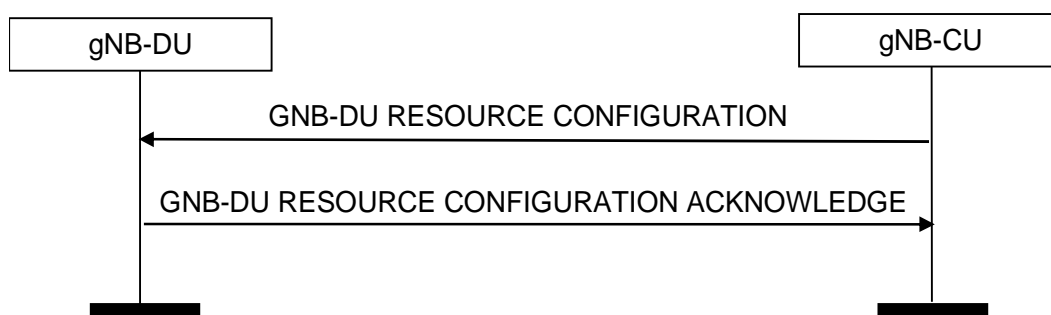 gNB-DU
gNB-CU
GNB-DU RESOURCE CONFIGURATION
GNB-DU RESOURCE CONFIGURATION ACKNOWLEDGE